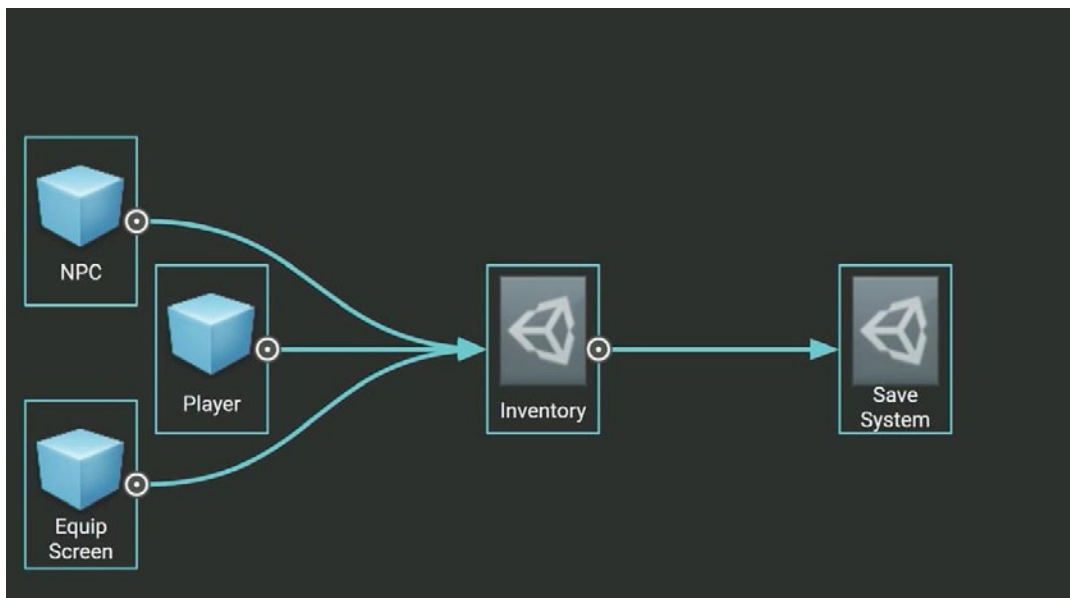 NPC
Player
Equip
Screen
Inventory
Save
System